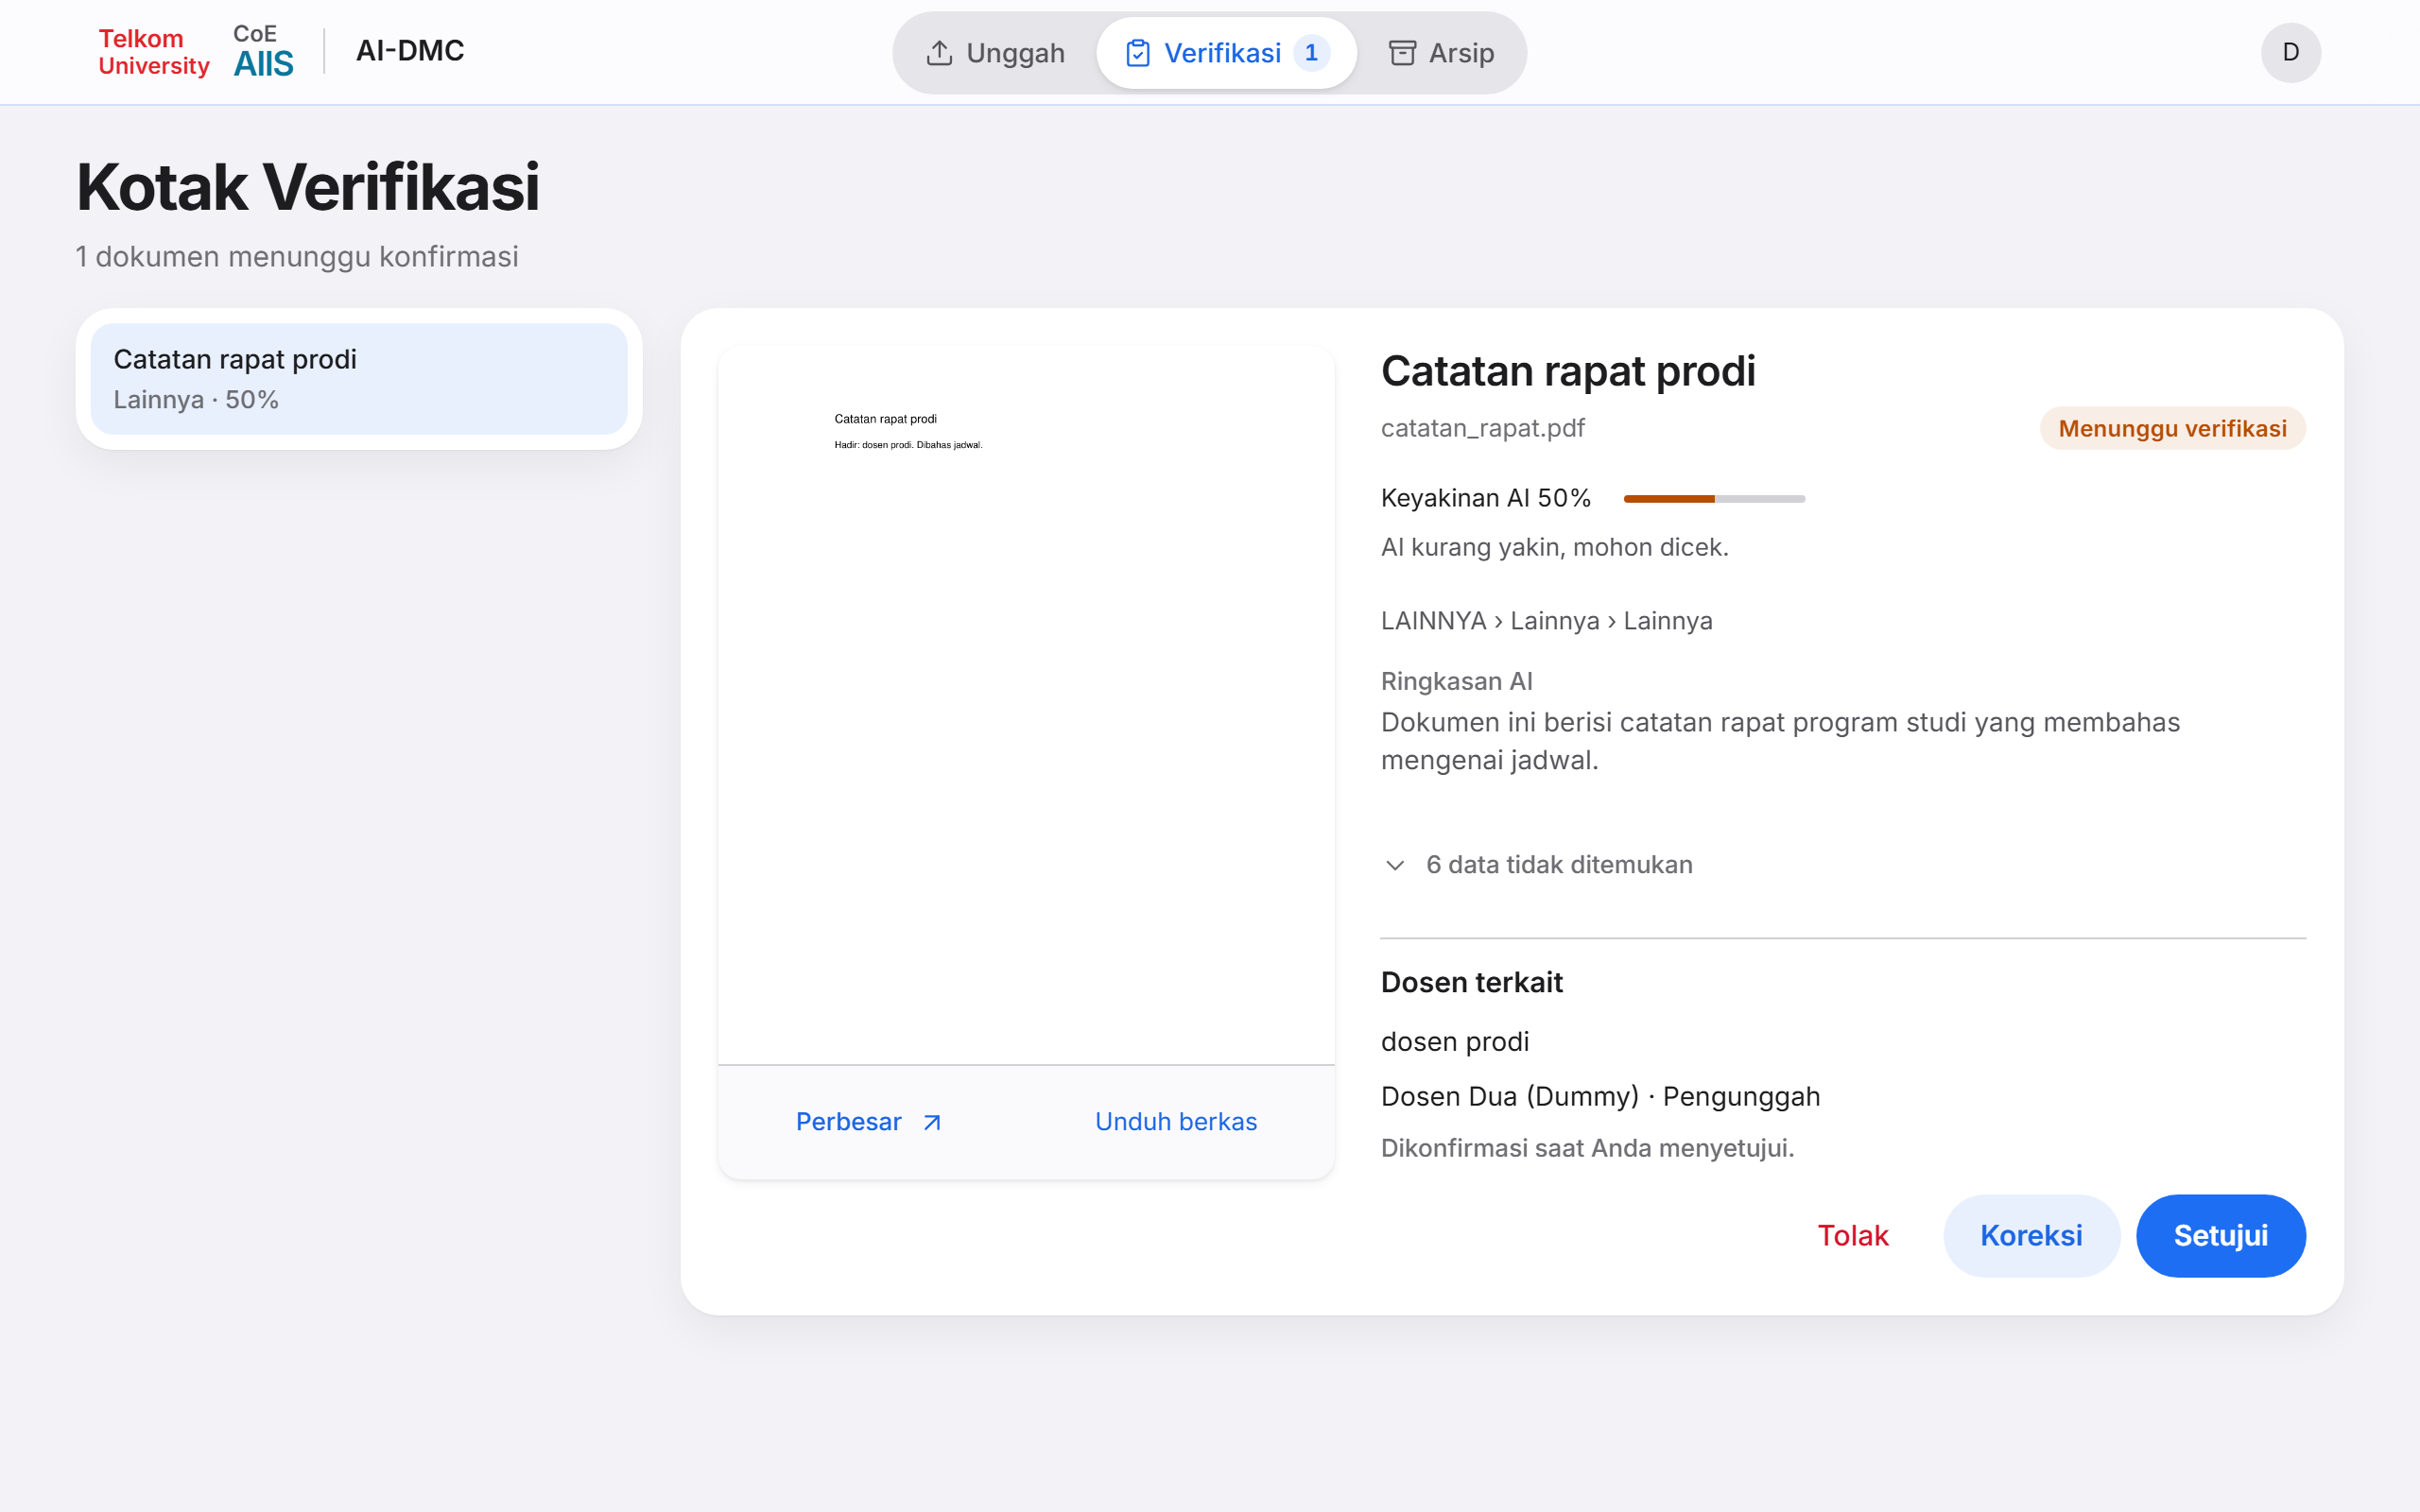 Telkom
University
CoE
AIIS
AI-DMC
Unggah
Verifikasi 1
Arsip
D
Kotak Verifikasi
1 dokumen menunggu konfirmasi
Catatan rapat prodi
Lainnya · 50%
Catatan rapat prodi
Hadir: dosen prodi. Dibahas jadwal.
Perbesar
Unduh berkas
Catatan rapat prodi
catatan_rapat.pdf
Menunggu verifikasi
Keyakinan AI 50%
AI kurang yakin, mohon dicek.
LAINNYA › Lainnya › Lainnya
Ringkasan AI
Dokumen ini berisi catatan rapat program studi yang membahas
mengenai jadwal.
6 data tidak ditemukan
Dosen terkait
dosen prodi
Dosen Dua (Dummy) · Pengunggah
Dikonfirmasi saat Anda menyetujui.
Tolak
Koreksi
Setujui